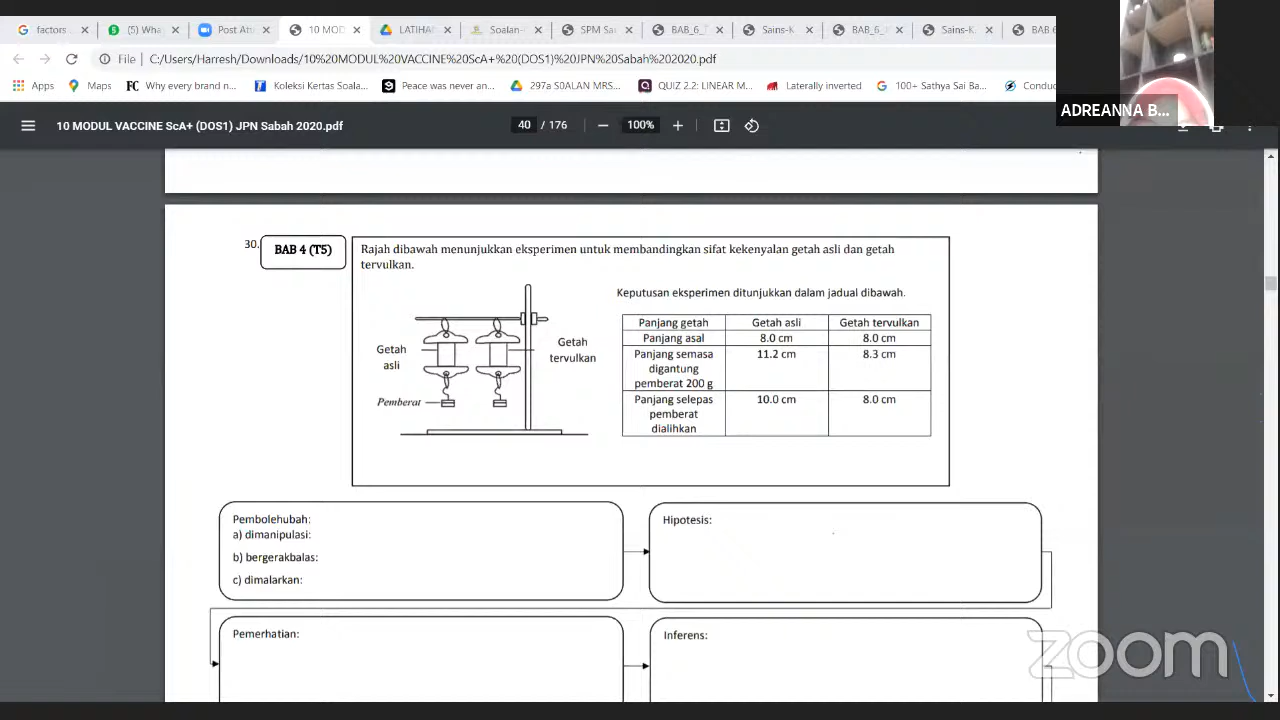 factors
(5) Wha
Post At
10 MOD
LATIHA
Soalan-
SPM Sa
BAB_6_
Sains-K.
BAB_6_
Sains-K.
BAB 6
File | C:/Users/Harresh/Downloads/10%20MODUL%20VACCINE%20ScA+%20(DOS1)%20JPN%20Sabah%202020.pdf
Apps
Maps
FC Why every brand n...
Koleksi Kertas Soala...
Peace was never an...
297a S0ALAN MRS...
QUIZ 2.2: LINEAR M...
Laterally inverted
100+ Sathya Sai Ba...
Conduc
ADREANNA B...
10 MODUL VACCINE ScA+ (DOS1) JPN Sabah 2020.pdf
40 / 176
100%
30.
BAB 4 (T5)
Rajah dibawah menunjukkan eksperimen untuk membandingkan sifat kekenyalan getah asli dan getah
tervulkan.
Keputusan eksperimen ditunjukkan dalam jadual dibawah.
Getah
asli
Getah
tervulkan
Pemberat
Panjang getah Getah asli Getah tervulkan
Panjang asal 8.0 cm 8.0 cm
Panjang semasa 11.2 cm 8.3 cm
digantung
pemberat 200 g
Panjang selepas 10.0 cm 8.0 cm
pemberat
dialihkan
Pembolehubah:
a) dimanipulasi:
b) bergerakbalas:
c) dimalarkan:
Hipotesis:
Pemerhatian:
Inferens:
zoom